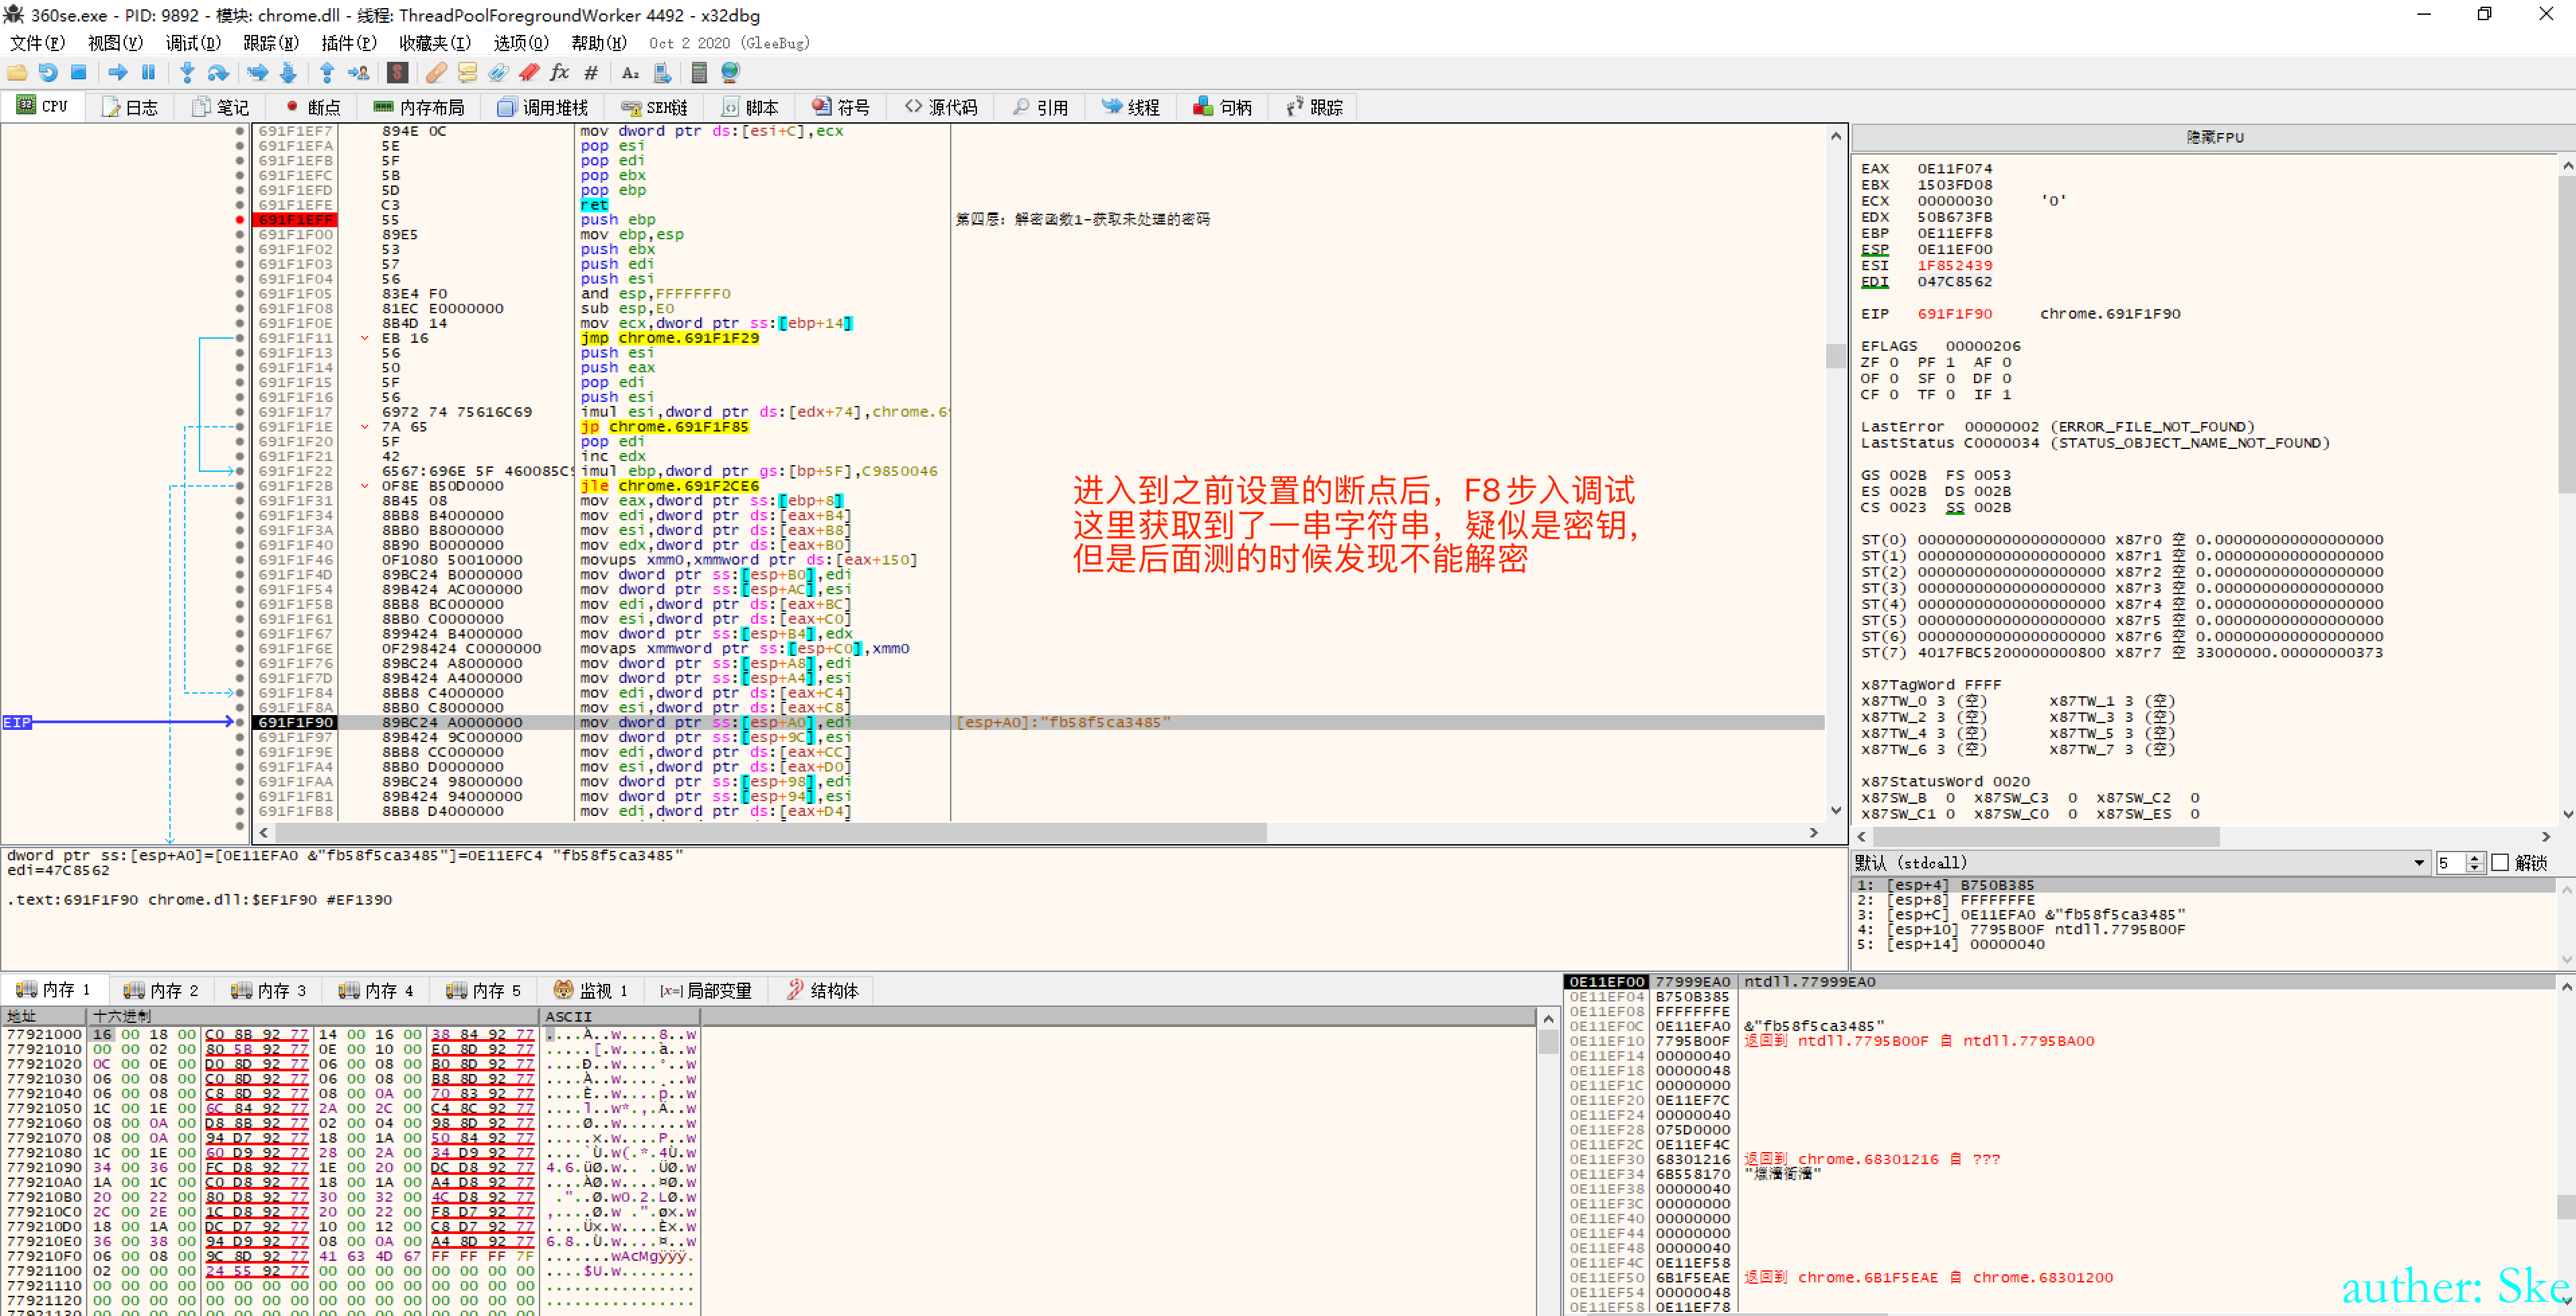 360se.exe - PID: 9892 - 模块: chrome.dll - 线程: ThreadPoolForegroundWorker 4492 - x32dbg
文件(F) 视图(V) 调试(D) 跟踪(N) 插件(P) 收藏夹(I) 选项(O) 帮助(H) Oct 2 2020 (GleeBug)
CPU 日志 笔记 断点 内存布局 调用堆栈 SEH链 脚本 符号 源代码 引用 线程 句柄 跟踪
691F1EF7 894E 0C mov dword ptr ds:[esi+C],ecx
691F1EFA 5E pop esi
691F1EFB 5F pop edi
691F1EFC 5B pop ebx
691F1EFD 5D pop ebp
691F1EFE C3 ret
691F1EFF 55 push ebp 第四层: 解密函数1-获取未处理的密码
691F1F00 89E5 mov ebp,esp
691F1F02 53 push ebx
691F1F03 57 push edi
691F1F04 56 push esi
691F1F05 83E4 F0 and esp,FFFFFFF0
691F1F08 81EC E0000000 sub esp,E0
691F1F0E 8B4D 14 mov ecx,dword ptr ss:[ebp+14]
691F1F11 EB 16 jmp chrome.691F1F29
691F1F13 56 push esi
691F1F14 50 push eax
691F1F15 5F pop edi
691F1F16 56 push esi
691F1F17 6972 74 75616C69 imul esi,dword ptr ds:[edx+74],chrome.69
691F1F1E 7A 65 jp chrome.691F1F85
691F1F20 5F pop edi
691F1F21 42 inc edx
691F1F22 6567:696E 5F 460085C9 imul ebp,dword ptr gs:[bp+5F],C9850046
691F1F2B 0F8E B50D0000 jle chrome.691F2CE6
691F1F31 8B45 08 mov eax,dword ptr ss:[ebp+8]
691F1F34 8BB8 B4000000 mov edi,dword ptr ds:[eax+B4]
691F1F3A 8BB0 B8000000 mov esi,dword ptr ds:[eax+B8]
691F1F40 8B90 B0000000 mov edx,dword ptr ds:[eax+B0]
691F1F46 0F1080 50010000 movups xmm0,xmmword ptr ds:[eax+150]
691F1F4D 89BC24 B0000000 mov dword ptr ss:[esp+B0],edi
691F1F54 89B424 AC000000 mov dword ptr ss:[esp+AC],esi
691F1F5B 8BB8 BC000000 mov edi,dword ptr ds:[eax+BC]
691F1F61 8BB0 C0000000 mov esi,dword ptr ds:[eax+C0]
691F1F67 899424 B4000000 mov dword ptr ss:[esp+B4],edx
691F1F6E 0F298424 C0000000 movaps xmmword ptr ss:[esp+C0],xmm0
691F1F76 89BC24 A8000000 mov dword ptr ss:[esp+A8],edi
691F1F7D 89B424 A4000000 mov dword ptr ss:[esp+A4],esi
691F1F84 8BB8 C4000000 mov edi,dword ptr ds:[eax+C4]
691F1F8A 8BB0 C8000000 mov esi,dword ptr ds:[eax+C8]
EIP 691F1F90 89BC24 A0000000 mov dword ptr ss:[esp+A0],edi [esp+A0]:"fb58f5ca3485"
691F1F97 89B424 9C000000 mov dword ptr ss:[esp+9C],esi
691F1F9E 8BB8 CC000000 mov edi,dword ptr ds:[eax+CC]
691F1FA4 8BB0 D0000000 mov esi,dword ptr ds:[eax+D0]
691F1FAA 89BC24 98000000 mov dword ptr ss:[esp+98],edi
691F1FB1 89B424 94000000 mov dword ptr ss:[esp+94],esi
691F1FB8 8BB8 D4000000 mov edi,dword ptr ds:[eax+D4]
进入到之前设置的断点后，F8步入调试
这里获取到了一串字符串，疑似是密钥，
但是后面测的时候发现不能解密
dword ptr ss:[esp+A0]=[0E11EFA0 &"fb58f5ca3485"]=0E11EFC4 "fb58f5ca3485"
edi=47C8562
.text:691F1F90 chrome.dll:$EF1F90 #EF1390
隐藏FPU
EAX 0E11F074
EBX 1503FD08
ECX 00000030 '0'
EDX 50B673FB
EBP 0E11EFF8
ESP 0E11EF00
ESI 1F852439
EDI 047C8562
EIP 691F1F90 chrome.691F1F90
EFLAGS 00000206
ZF 0 PF 1 AF 0
OF 0 SF 0 DF 0
CF 0 TF 0 IF 1
LastError 00000002 (ERROR_FILE_NOT_FOUND)
LastStatus C0000034 (STATUS_OBJECT_NAME_NOT_FOUND)
GS 002B FS 0053
ES 002B DS 002B
CS 0023 SS 002B
ST(0) 00000000000000000000 x87r0 空 0.000000000000000000
ST(1) 00000000000000000000 x87r1 空 0.000000000000000000
ST(2) 00000000000000000000 x87r2 空 0.000000000000000000
ST(3) 00000000000000000000 x87r3 空 0.000000000000000000
ST(4) 00000000000000000000 x87r4 空 0.000000000000000000
ST(5) 00000000000000000000 x87r5 空 0.000000000000000000
ST(6) 00000000000000000000 x87r6 空 0.000000000000000000
ST(7) 4017FBC5200000000800 x87r7 空 33000000.00000000373
x87TagWord FFFF
x87TW_0 3 (空) x87TW_1 3 (空)
x87TW_2 3 (空) x87TW_3 3 (空)
x87TW_4 3 (空) x87TW_5 3 (空)
x87TW_6 3 (空) x87TW_7 3 (空)
x87StatusWord 0020
x87SW_B 0 x87SW_C3 0 x87SW_C2 0
x87SW_C1 0 x87SW_C0 0 x87SW_ES 0
默认 (stdcall) 5 解锁
1: [esp+4] B750B385
2: [esp+8] FFFFFFFE
3: [esp+C] 0E11EFA0 &"fb58f5ca3485"
4: [esp+10] 7795B00F ntdll.7795B00F
5: [esp+14] 00000040
内存 1 内存 2 内存 3 内存 4 内存 5 监视 1 [x=]局部变量 结构体
地址 十六进制 ASCII
77921000 16 00 18 00 C0 8B 92 77 14 00 16 00 38 84 92 77 ....À..w....8..w
77921010 00 00 02 00 80 5B 92 77 0E 00 10 00 E0 8D 92 77 .....[.w....à..w
77921020 0C 00 0E 00 D0 8D 92 77 06 00 08 00 B0 8D 92 77 ....Ð..w....°..w
77921030 06 00 08 00 C0 8D 92 77 06 00 08 00 B8 8D 92 77 ....À..w....¸..w
77921040 06 00 08 00 C8 8D 92 77 08 00 0A 00 70 83 92 77 ....È..w....p..w
77921050 1C 00 1E 00 6C 84 92 77 2A 00 2C 00 C4 8C 92 77 ....l..w*.,.Ä..w
77921060 08 00 0A 00 D8 8B 92 77 02 00 04 00 98 8D 92 77 ....Ø..w.......w
77921070 08 00 0A 00 94 D7 92 77 18 00 1A 00 50 84 92 77 .....×.w....P..w
77921080 1C 00 1E 00 60 D9 92 77 28 00 2A 00 34 D9 92 77 ....`Ù.w(.*.4Ù.w
77921090 34 00 36 00 FC D8 92 77 1E 00 20 00 DC D8 92 77 4.6.üØ.w.. .ÜØ.w
779210A0 1A 00 1C 00 C0 D8 92 77 18 00 1A 00 A4 D8 92 77 ....ÀØ.w....¤Ø.w
779210B0 20 00 22 00 80 D8 92 77 30 00 32 00 4C D8 92 77 .".Ø.w0.2.LØ.w
779210C0 2C 00 2E 00 1C D8 92 77 20 00 22 00 F8 D7 92 77 ,....Ø.w .".ø×.w
779210D0 18 00 1A 00 DC D7 92 77 10 00 12 00 C8 D7 92 77 ....Ü×.w....È×.w
779210E0 36 00 38 00 94 D9 92 77 08 00 0A 00 A4 8D 92 77 6.8..Ù.w....¤..w
779210F0 06 00 08 00 9C 8D 92 77 41 63 4D 67 FF FF FF 7F .......wAcMgÿÿÿ.
77921100 02 00 00 00 24 55 92 77 00 00 00 00 00 00 00 00 ....$U.w........
77921110 00 00 00 00 00 00 00 00 00 00 00 00 00 00 00 00 ................
77921120 00 00 00 00 00 00 00 00 00 00 00 00 00 00 00 00 ................
0E11EF00 77999EA0 ntdll.77999EA0
0E11EF04 B750B385
0E11EF08 FFFFFFFE
0E11EF0C 0E11EFA0 &"fb58f5ca3485"
0E11EF10 7795B00F 返回到 ntdll.7795B00F 自 ntdll.7795BA00
0E11EF14 00000040
0E11EF18 00000048
0E11EF1C 00000000
0E11EF20 0E11EF7C
0E11EF24 00000040
0E11EF28 075D0000
0E11EF2C 0E11EF4C
0E11EF30 68301216 返回到 chrome.68301216 自 ???
0E11EF34 6B558170
0E11EF38 00000040
0E11EF3C 00000000
0E11EF40 00000000
0E11EF44 00000000
0E11EF48 00000040
0E11EF4C 0E11EF58
0E11EF50 6B1F5EAE 返回到 chrome.6B1F5EAE 自 chrome.68301200
0E11EF54 00000048
0E11EF58 0E11EF78
auther: Ske